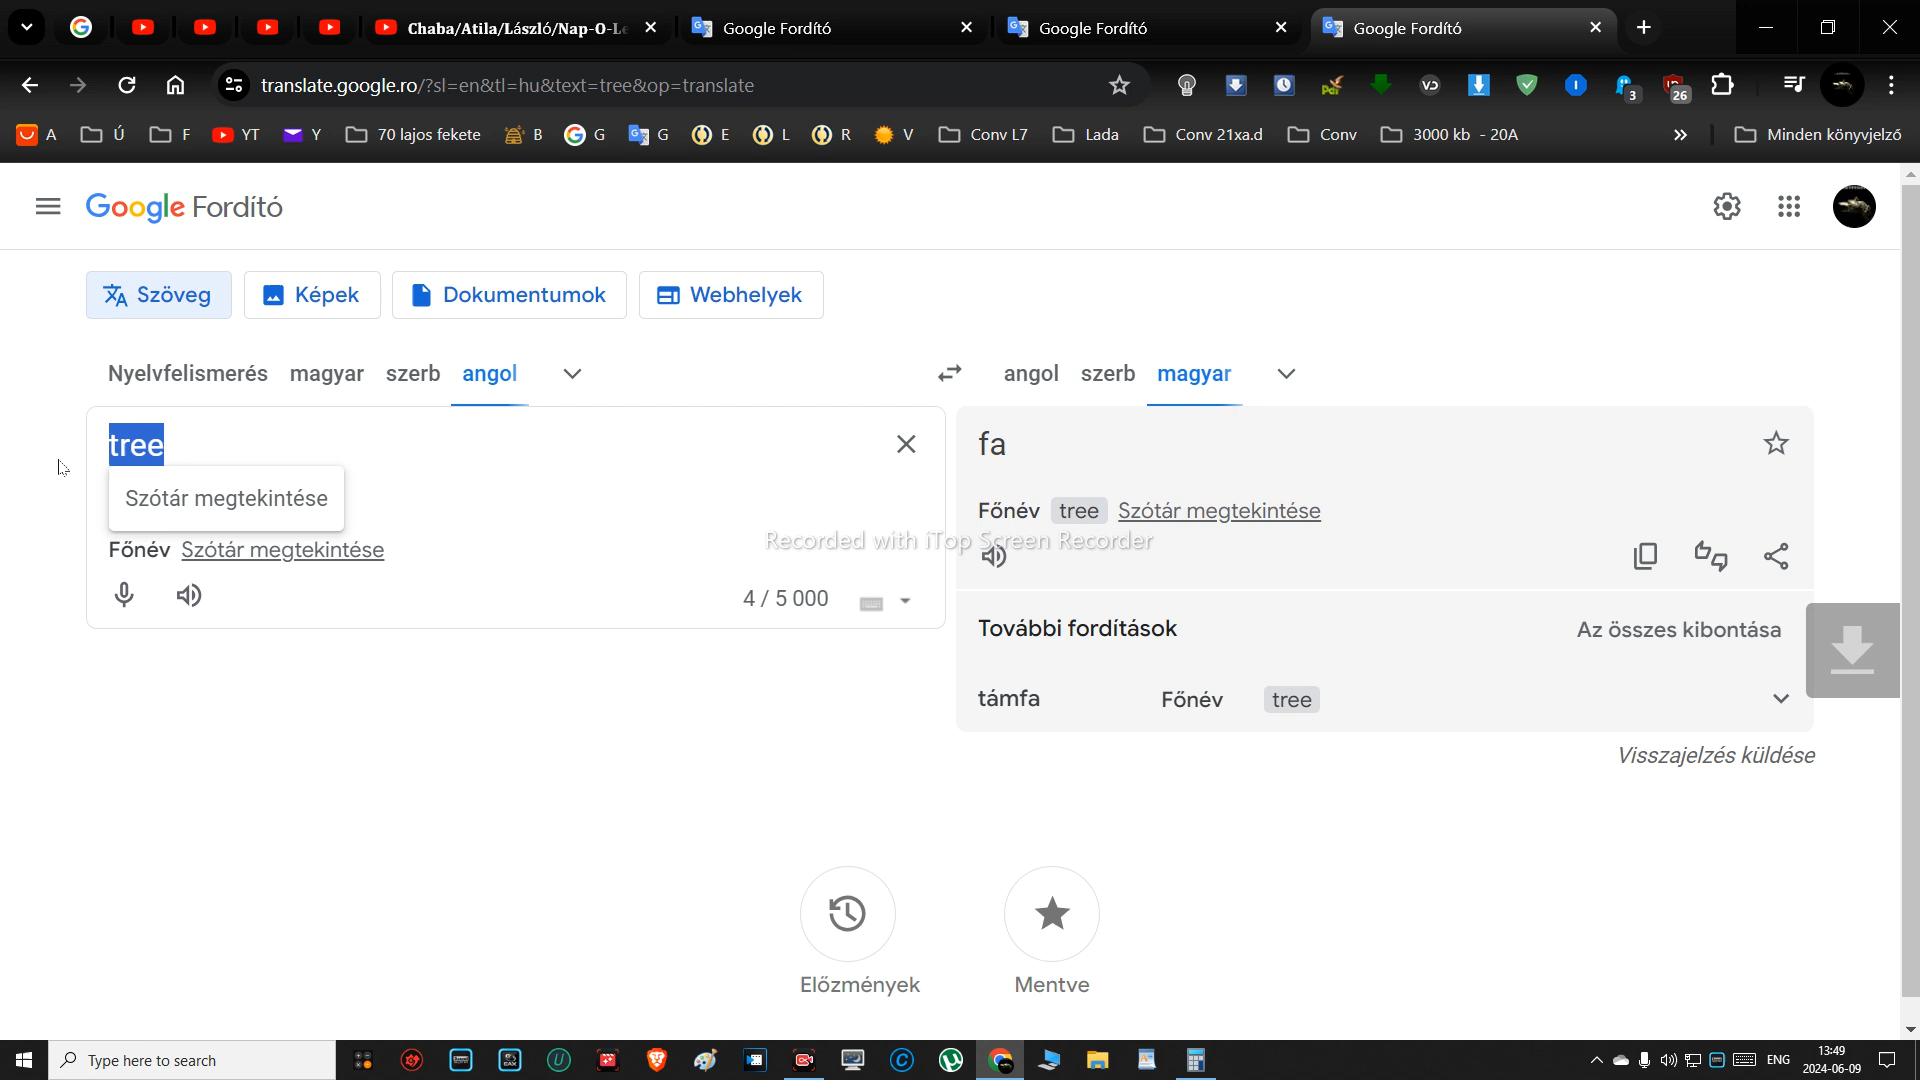 Chaba/Atila/László/Nap-O-Le
Google Fordító
Google Fordító
Google Fordító
translate.google.ro/?sl=en&tl=hu&text=tree&op=translate
3
26
A
Ú
F
YT
Y
70 lajos fekete
B
G
G
E
L
R
V
Conv L7
Lada
Conv 21xa.d
Conv
3000 kb - 20A
»
Minden könyvjelző
Google Fordító
Szöveg
Képek
Dokumentumok
Webhelyek
Nyelvfelismerés magyar szerb angol
angol szerb magyar
tree
Szótár megtekintése
Főnév Szótár megtekintése
4 / 5 000
fa
Főnév tree Szótár megtekintése
Recorded with iTop Screen Recorder
További fordítások
Az összes kibontása
támfa Főnév tree
Visszajelzés küldése
Előzmények
Mentve
Type here to search
ENG
13:49
2024-06-09